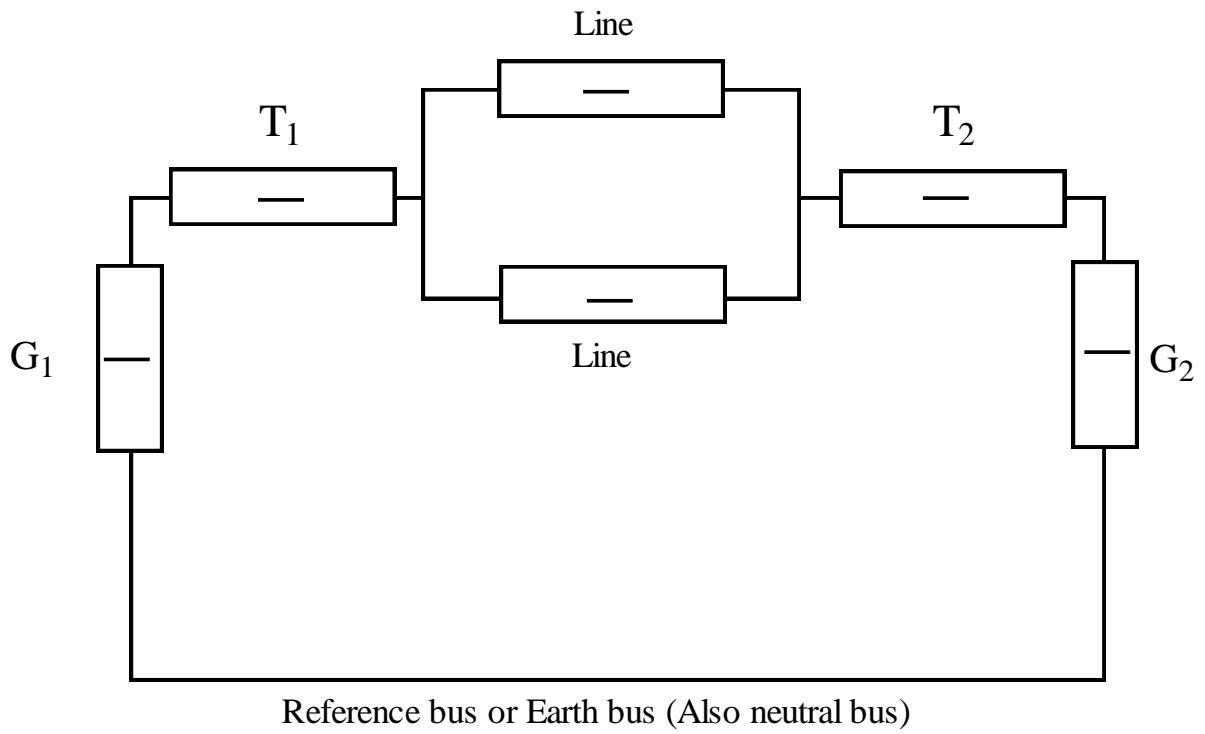 Line
T₁
T₂
—
—
—
—
G₁
—
—
G₂
Line
Reference bus or Earth bus (Also neutral bus)